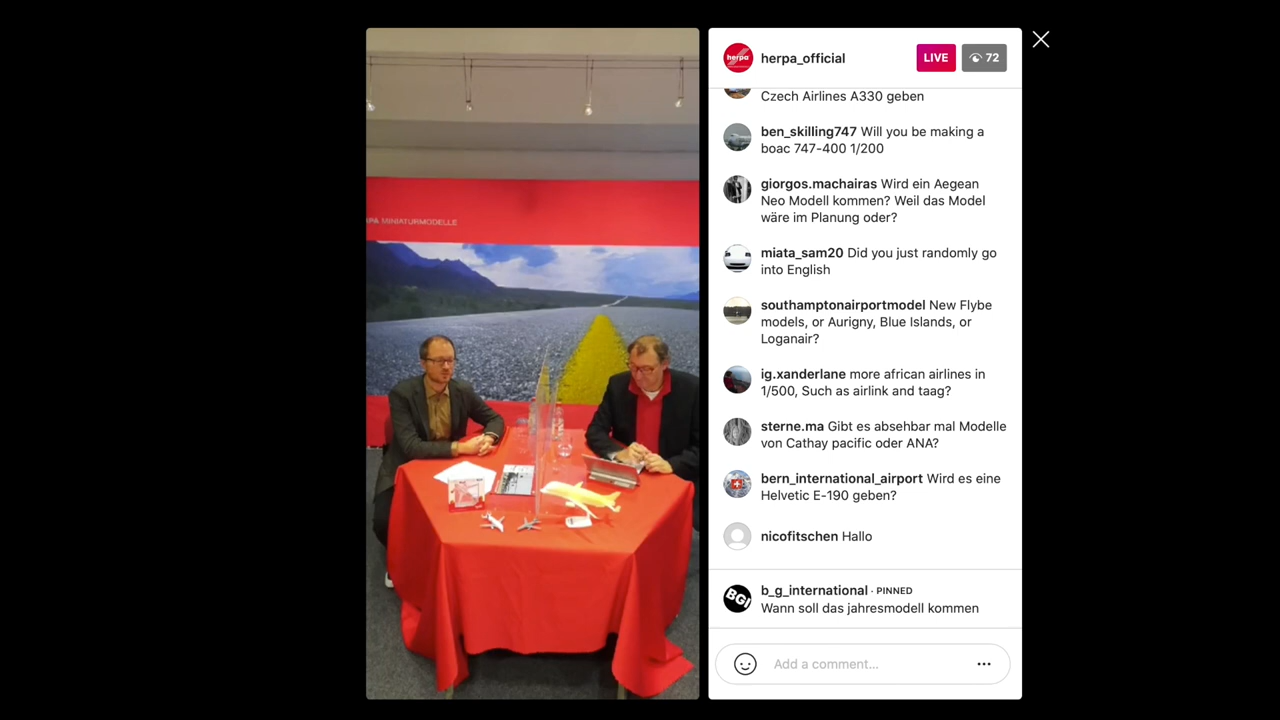 PA MINIATURMODELLE
herpa
herpa_official
LIVE
72
Czech Airlines A330 geben
ben_skilling747 Will you be making a
boac 747-400 1/200
giorgos.machairas Wird ein Aegean
Neo Modell kommen? Weil das Model
wäre im Planung oder?
miata_sam20 Did you just randomly go
into English
southamptonairportmodel New Flybe
models, or Aurigny, Blue Islands, or
Loganair?
ig.xanderlane more african airlines in
1/500, Such as airlink and taag?
sterne.ma Gibt es absehbar mal Modelle
von Cathay pacific oder ANA?
bern_international_airport Wird es eine
Helvetic E-190 geben?
nicofitschen Hallo
BGI
b_g_international · PINNED
Wann soll das jahresmodell kommen
Add a comment...